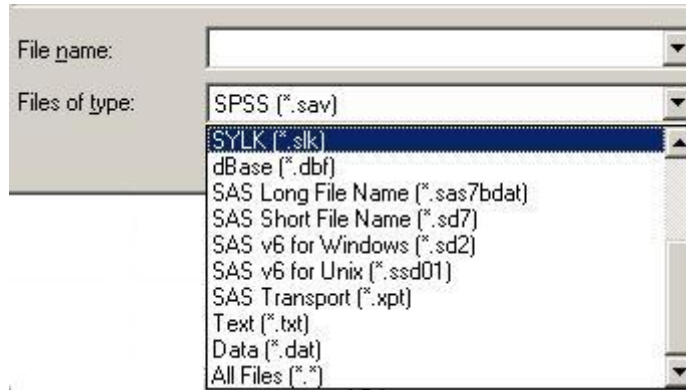 File name:
Files of type:
SPSS (*.sav)
SYLK (*.slk)
dBase (*.dbf)
SAS Long File Name (*.sas7bdat)
SAS Short File Name (*.sd7)
SAS v6 for Windows (*.sd2)
SAS v6 for Unix (*.ssd01)
SAS Transport (*.xpt)
Text (*.txt)
Data (*.dat)
All Files (*.*)